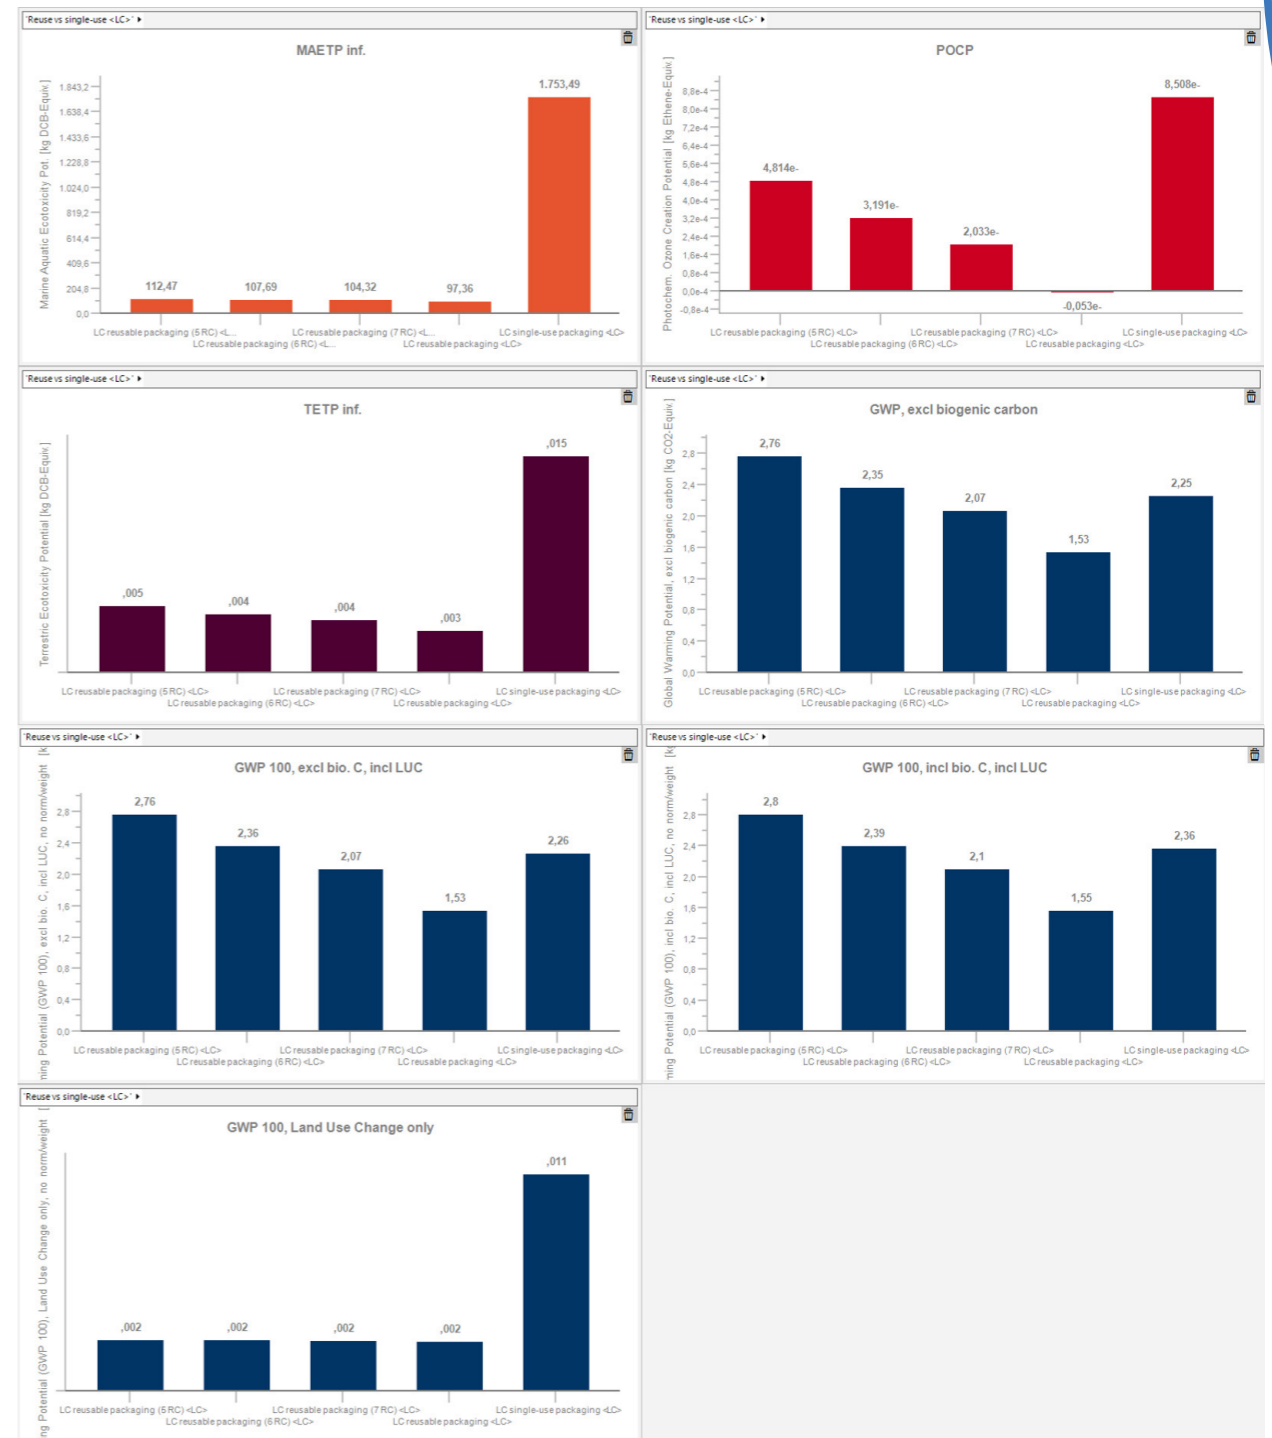 'Reuse vs single-use <LC>'
MAETP inf.
Marine Aquatic Ecotoxicity Pot. [kg DCB-Equiv.]
1.843,2
1.638,4
1.433,6
1.228,8
1.024,0
819,2
614,4
409,6
204,8
0,0
112,47
107,69
104,32
97,36
1.753,49
LC reusable packaging (5 RC) <L...
LC reusable packaging (6 RC) <L...
LC reusable packaging (7 RC) <L...
LC reusable packaging <LC>
LC single-use packaging <LC>
'Reuse vs single-use <LC>'
POCP
Photochem. Ozone Creation Potential [kg Ethene-Equiv.]
8,8e-4
8,0e-4
7,2e-4
6,4e-4
5,6e-4
4,8e-4
4,0e-4
3,2e-4
2,4e-4
1,6e-4
0,8e-4
0,0e-4
-0,8e-4
4,814e-
3,191e-
2,033e-
-0,053e-
8,508e-
LC reusable packaging (5 RC) <LC>
LC reusable packaging (6 RC) <LC>
LC reusable packaging (7 RC) <LC>
LC reusable packaging <LC>
LC single-use packaging <LC>
'Reuse vs single-use <LC>'
TETP inf.
Terrestric Ecotoxicity Potential [kg DCB-Equiv.]
,005
,004
,004
,003
,015
LC reusable packaging (5 RC) <LC>
LC reusable packaging (6 RC) <LC>
LC reusable packaging (7 RC) <LC>
LC reusable packaging <LC>
LC single-use packaging <LC>
'Reuse vs single-use <LC>'
GWP, excl biogenic carbon
Global Warming Potential, excl biogenic carbon [kg CO2-Equiv.]
2,8
2,4
2,0
1,6
1,2
0,8
0,4
0,0
2,76
2,35
2,07
1,53
2,25
LC reusable packaging (5 RC) <LC>
LC reusable packaging (6 RC) <LC>
LC reusable packaging (7 RC) <LC>
LC reusable packaging <LC>
LC single-use packaging <LC>
'Reuse vs single-use <LC>'
GWP 100, excl bio. C, incl LUC
ming Potential (GWP 100), excl bio. C, incl LUC, no norm/weight [k
2,8
2,4
2,0
1,6
1,2
0,8
0,4
0,0
2,76
2,36
2,07
1,53
2,26
LC reusable packaging (5 RC) <LC>
LC reusable packaging (6 RC) <LC>
LC reusable packaging (7 RC) <LC>
LC reusable packaging <LC>
LC single-use packaging <LC>
'Reuse vs single-use <LC>'
GWP 100, incl bio. C, incl LUC
ming Potential (GWP 100), incl bio. C, incl LUC, no norm/weight [kg
2,8
2,4
2,0
1,6
1,2
0,8
0,4
0,0
2,8
2,39
2,1
1,55
2,36
LC reusable packaging (5 RC) <LC>
LC reusable packaging (6 RC) <LC>
LC reusable packaging (7 RC) <LC>
LC reusable packaging <LC>
LC single-use packaging <LC>
'Reuse vs single-use <LC>'
GWP 100, Land Use Change only
ng Potential (GWP 100), Land Use Change only, no norm/weight [
,002
,002
,002
,002
,011
LC reusable packaging (5 RC) <LC>
LC reusable packaging (6 RC) <LC>
LC reusable packaging (7 RC) <LC>
LC reusable packaging <LC>
LC single-use packaging <LC>